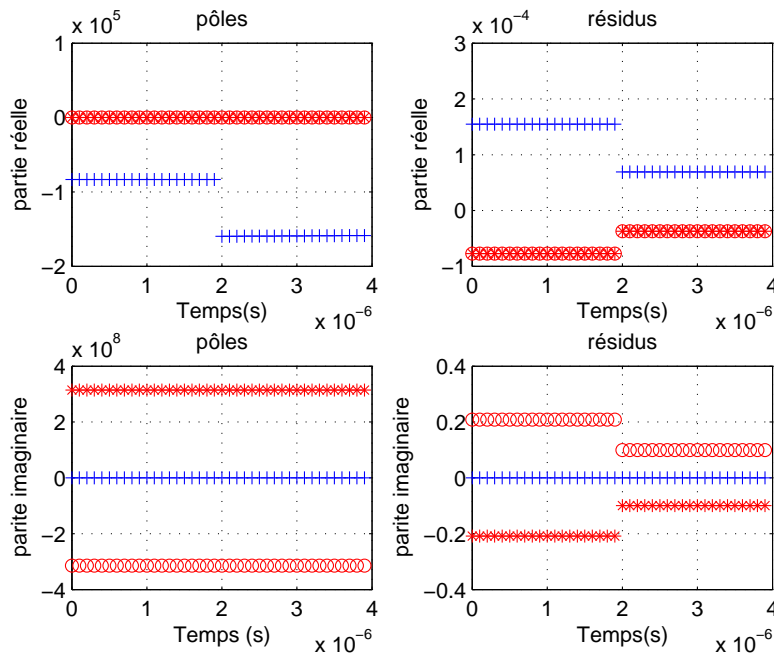 x 10^5
pôles
1
0
−1
−2
partie réelle
0
1
2
3
4
Temps(s)
x 10^−6
x 10^−4
résidus
3
2
1
0
−1
partie réelle
0
1
2
3
4
Temps(s)
x 10^−6
x 10^8
pôles
4
2
0
−2
−4
parite imaginaire
0
1
2
3
4
Temps (s)
x 10^−6
résidus
0.4
0.2
0
−0.2
0.4
parite imaginaire
0
1
2
3
4
Temps(s)
x 10^−6